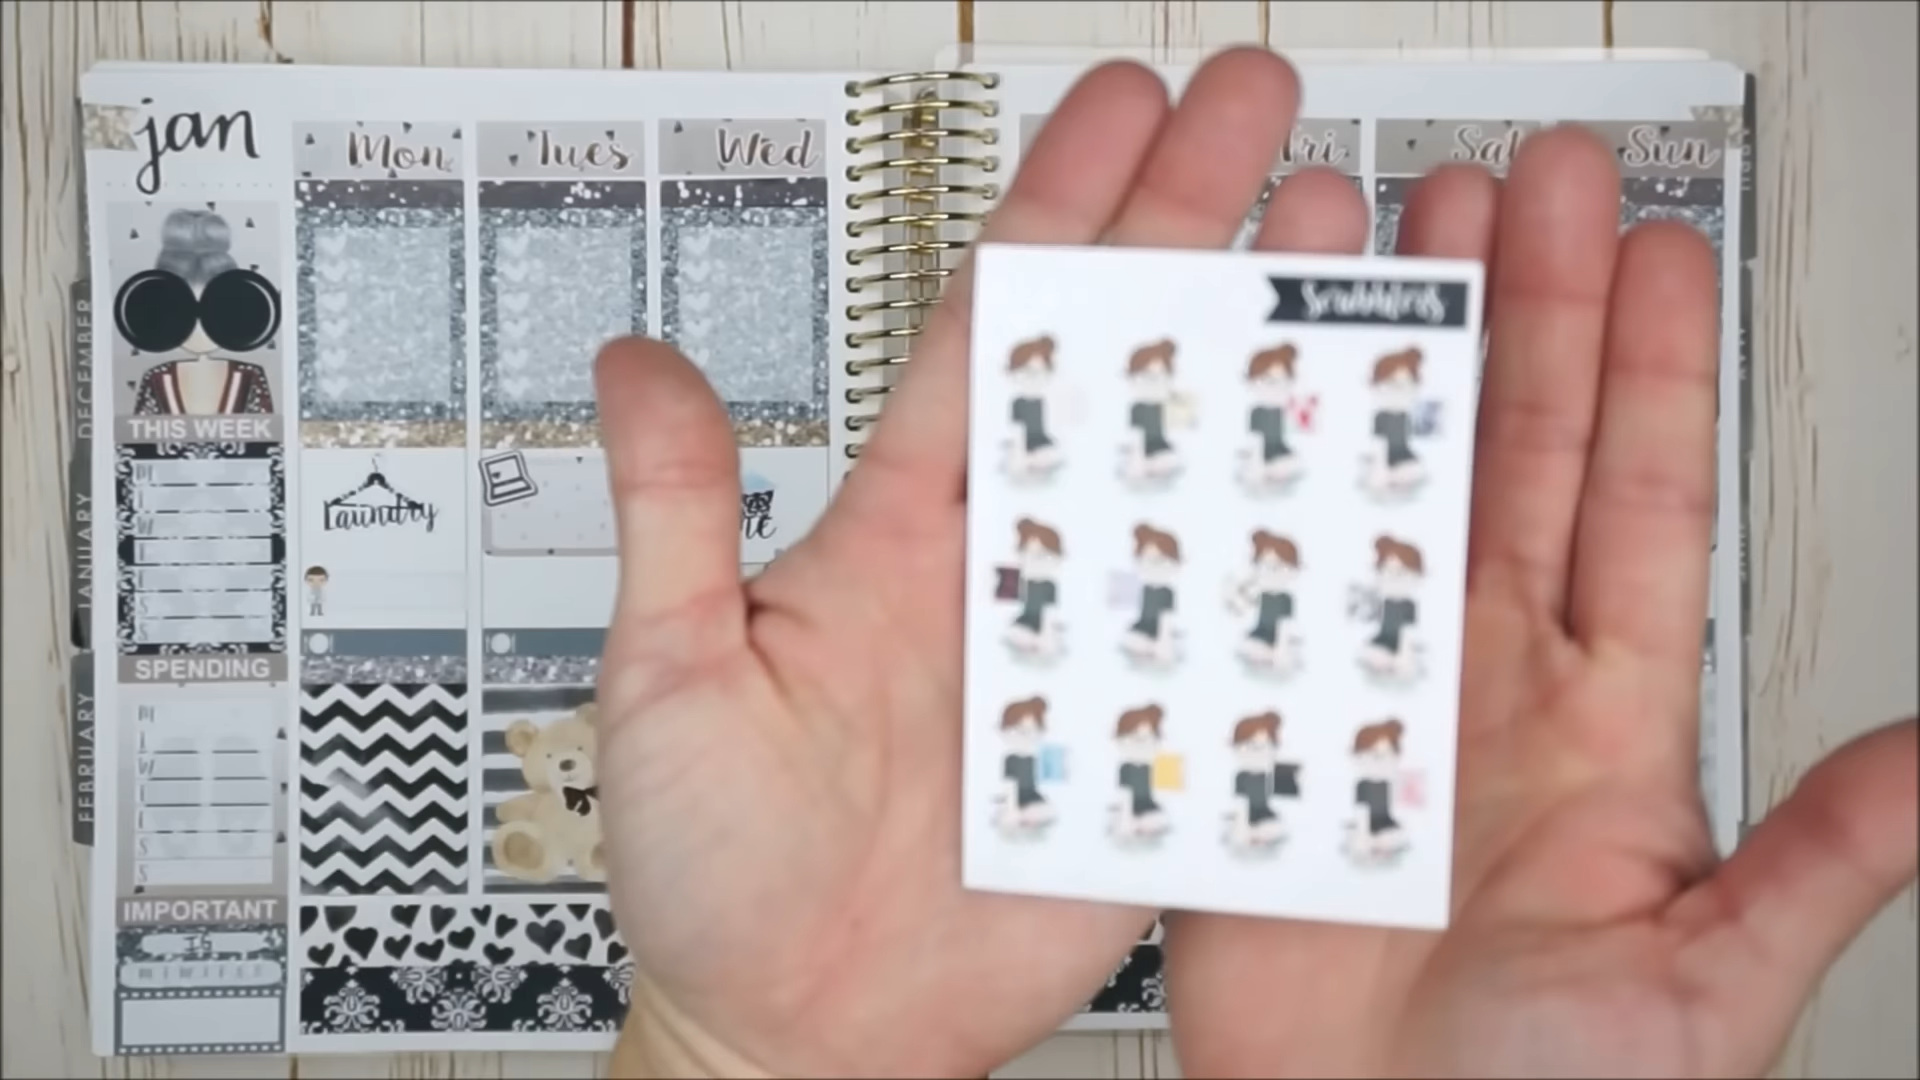 jan
Mon
Tues
Wed
Fri
Sat
Sun
THIS WEEK
M
T
W
T
F
S
S
Laundry
SPENDING
M
T
W
T
F
S
S
IMPORTANT
DECEMBER
JANUARY
FEBRUARY